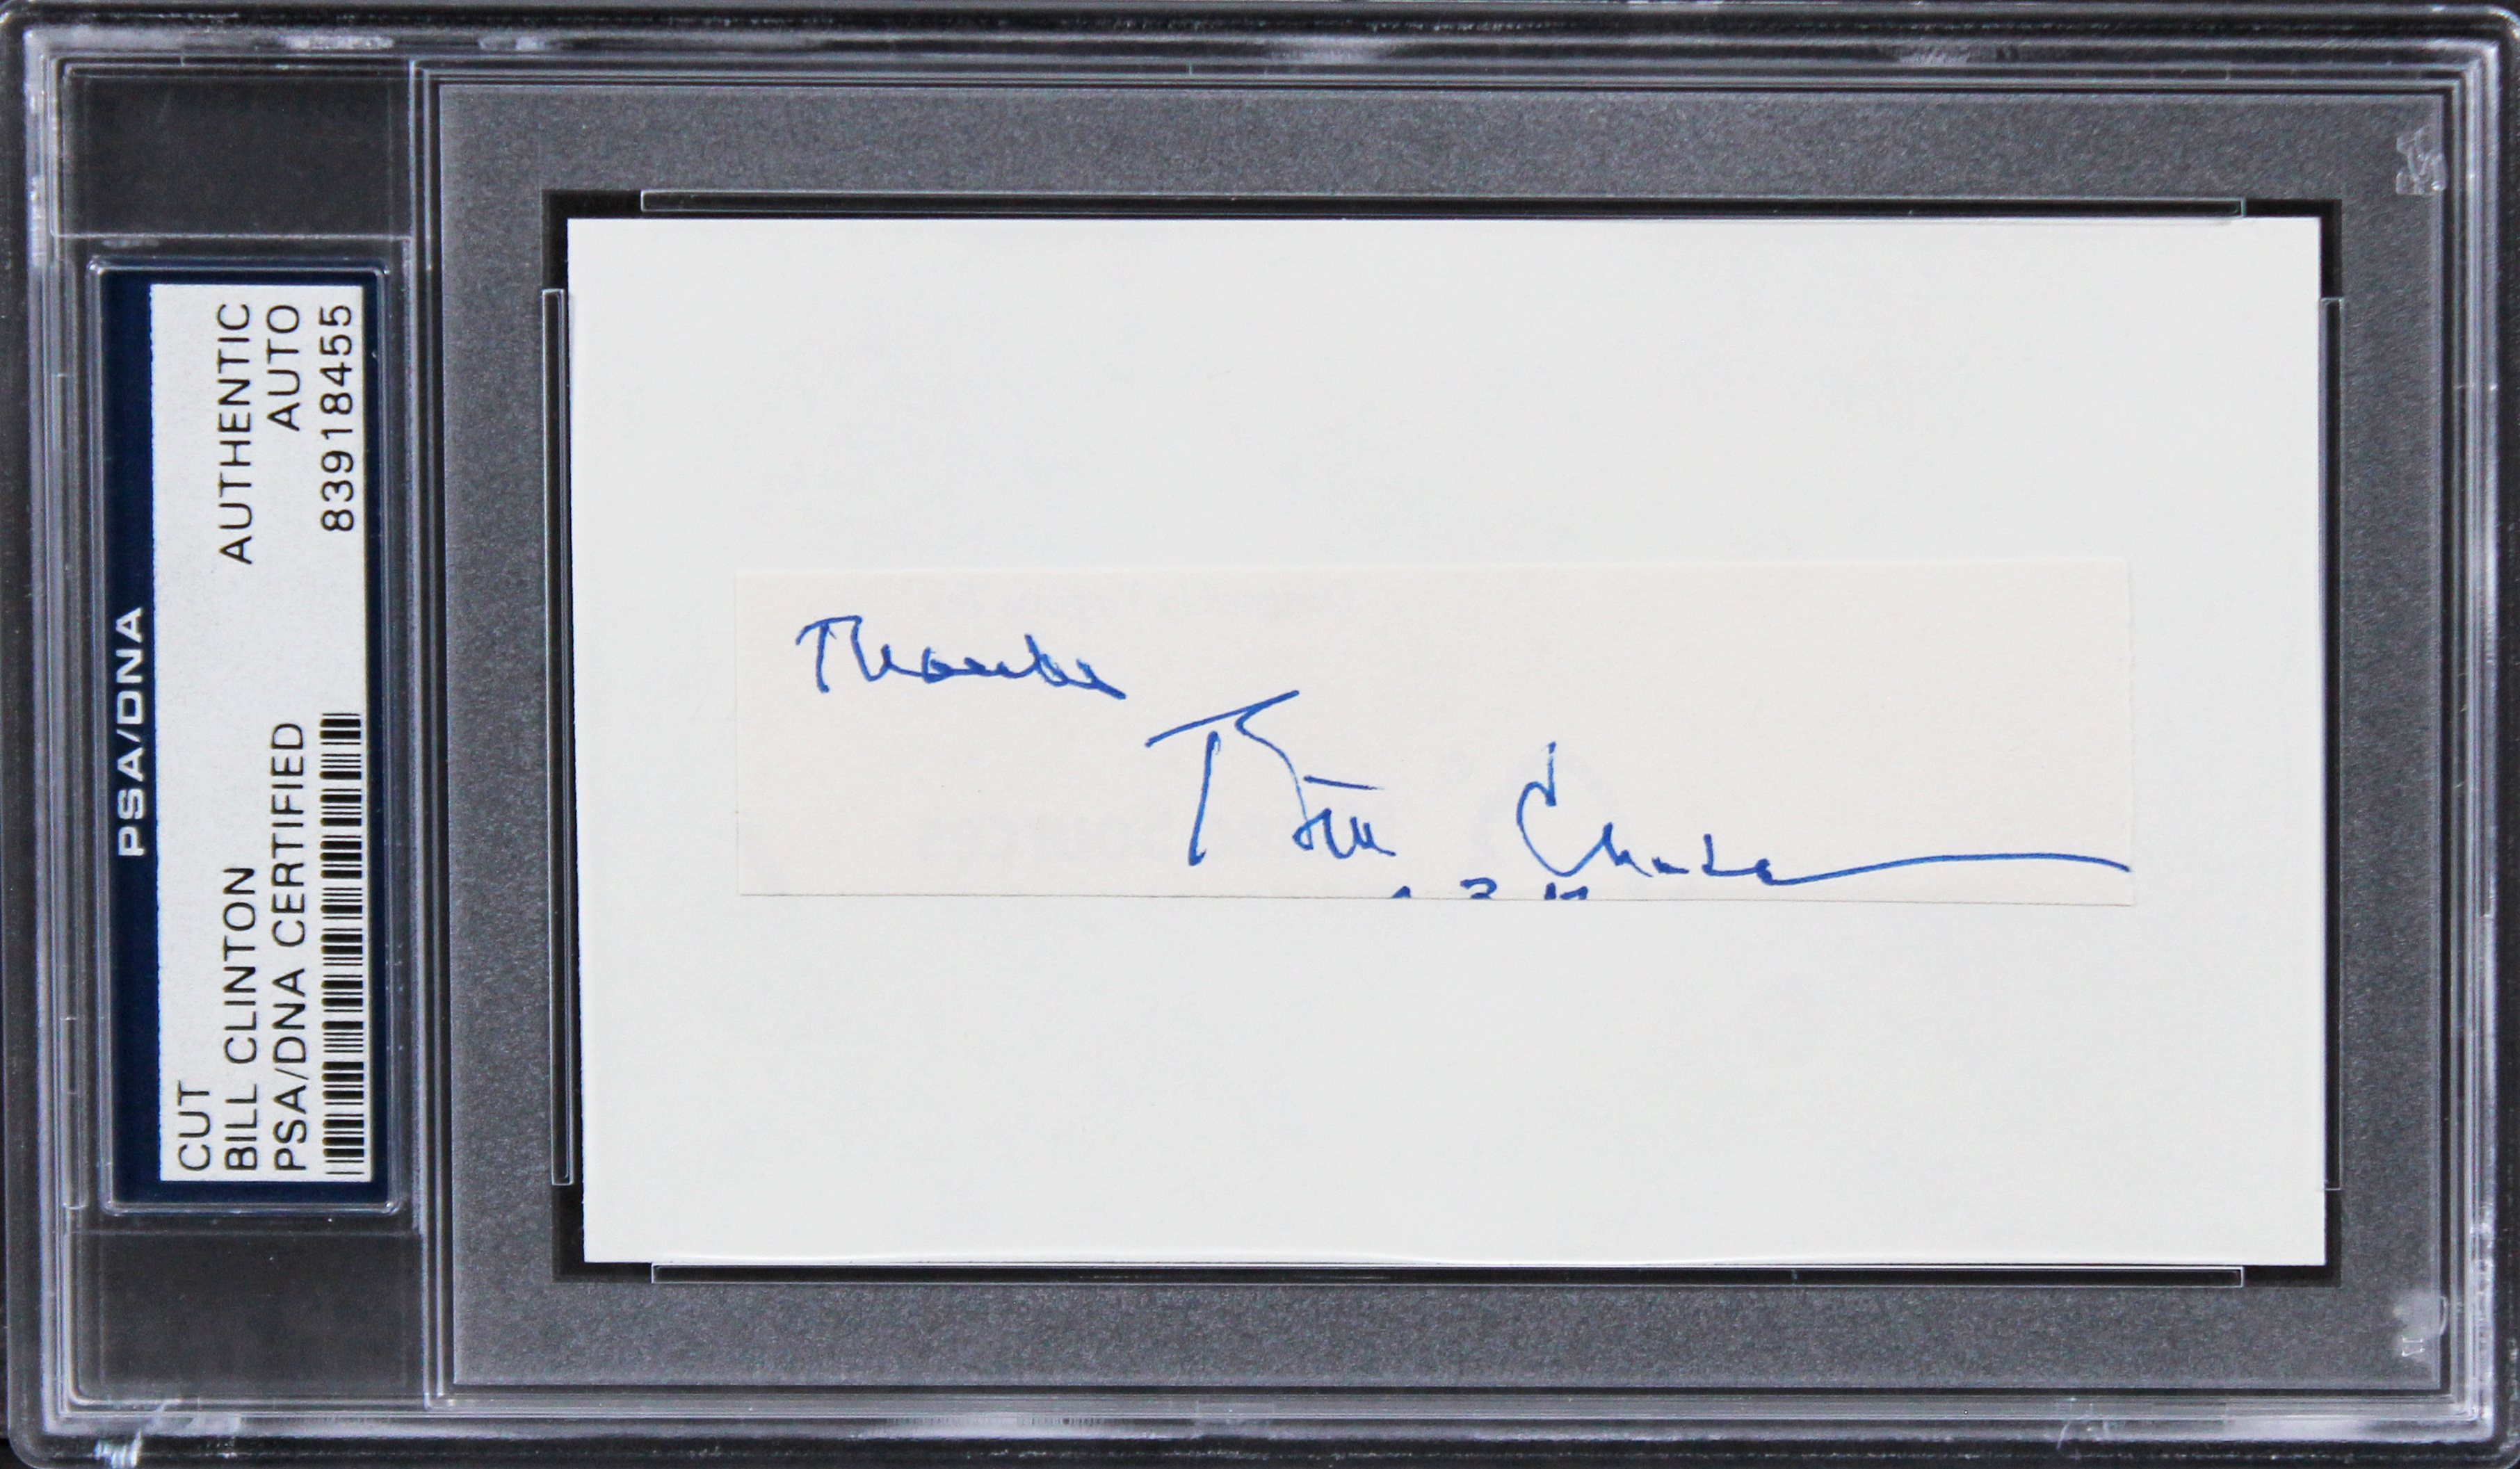 PSA/DNA
CUT
AUTHENTIC
BILL CLINTON
AUTO
PSA/DNA CERTIFIED
83918455
Thanks
Bill Clinton